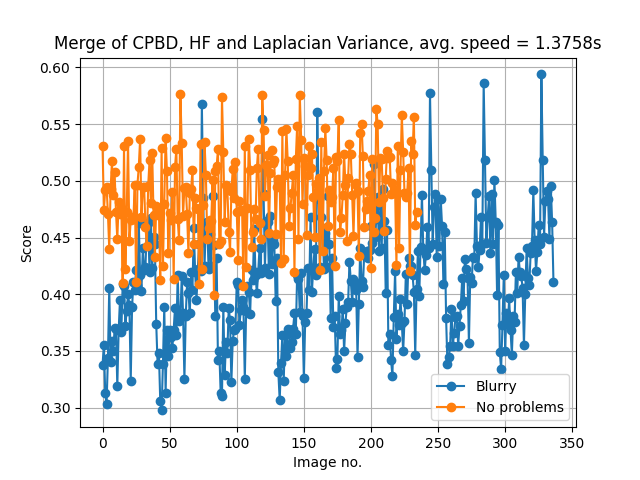 Merge of CPBD, HF and Laplacian Variance, avg. speed = 1.3758s
0.60
0.55
0.50
0.45
0.40
0.35
0.30
Score
0 50 100 150 200 250 300 350
Image no.
Blurry
No problems